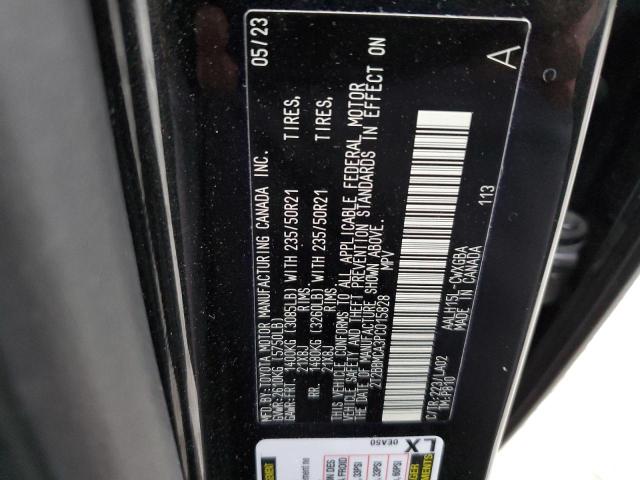 MFD.BY:TOYOTA MOTOR MANUFACTURING CANADA INC. 05/23
GVWR:2610KG(5750LB)
GAWR:FRT. 1400KG(3085LB) WITH 235/50R21 TIRES,
21X8J RIMS.
RR. 1480KG(3260LB) WITH 235/50R21 TIRES,
21X8J RIMS.
THIS VEHICLE CONFORMS TO ALL APPLICABLE FEDERAL MOTOR
VEHICLE SAFETY AND THEFT PREVENTION STANDARDS IN EFFECT ON
THE DATE OF MANUFACTURE SHOWN ABOVE.
2T2BBMCA3PC015828 MPV
A
C/TR:223/LA02 AALH15L-CWXGBA 113
MADE IN CANADA
LX
0EA50